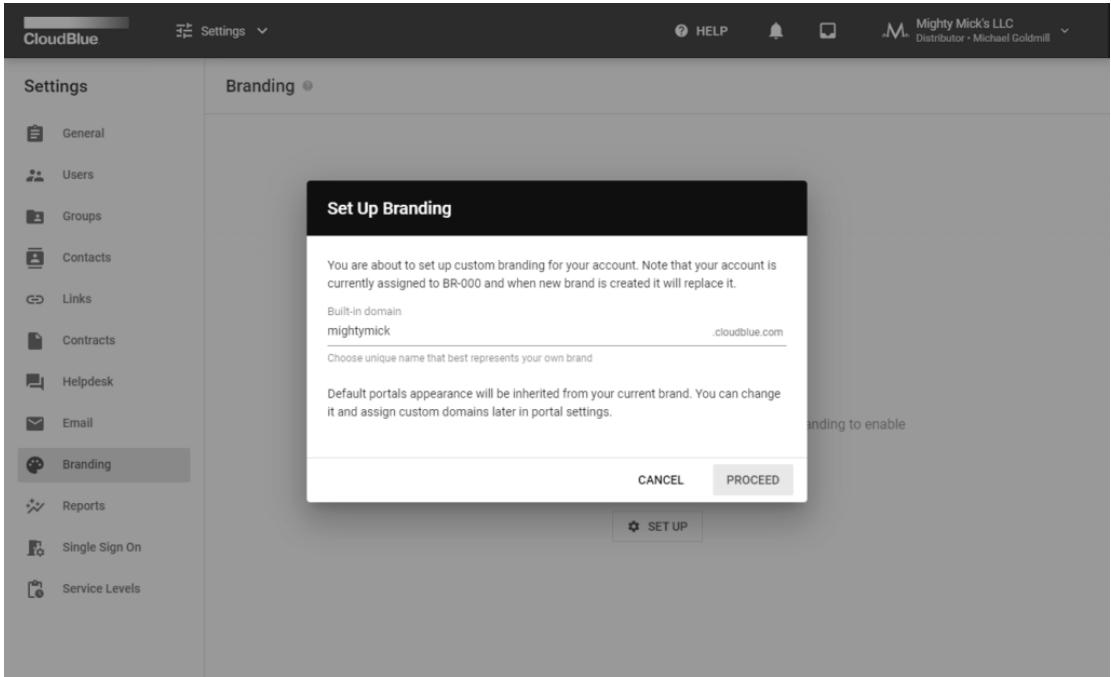 CloudBlue
Settings
HELP
Mighty Mick's LLC
Distributor • Michael Goldmill
Settings
General
Users
Groups
Contacts
Links
Contracts
Helpdesk
Email
Branding
Reports
Single Sign On
Service Levels
Branding
Set Up Branding
You are about to set up custom branding for your account. Note that your account is
currently assigned to BR-000 and when new brand is created it will replace it.
Built-in domain
mightymick .cloudblue.com
Choose unique name that best represents your own brand
Default portals appearance will be inherited from your current brand. You can change
it and assign custom domains later in portal settings.
CANCEL PROCEED
to enable
SET UP